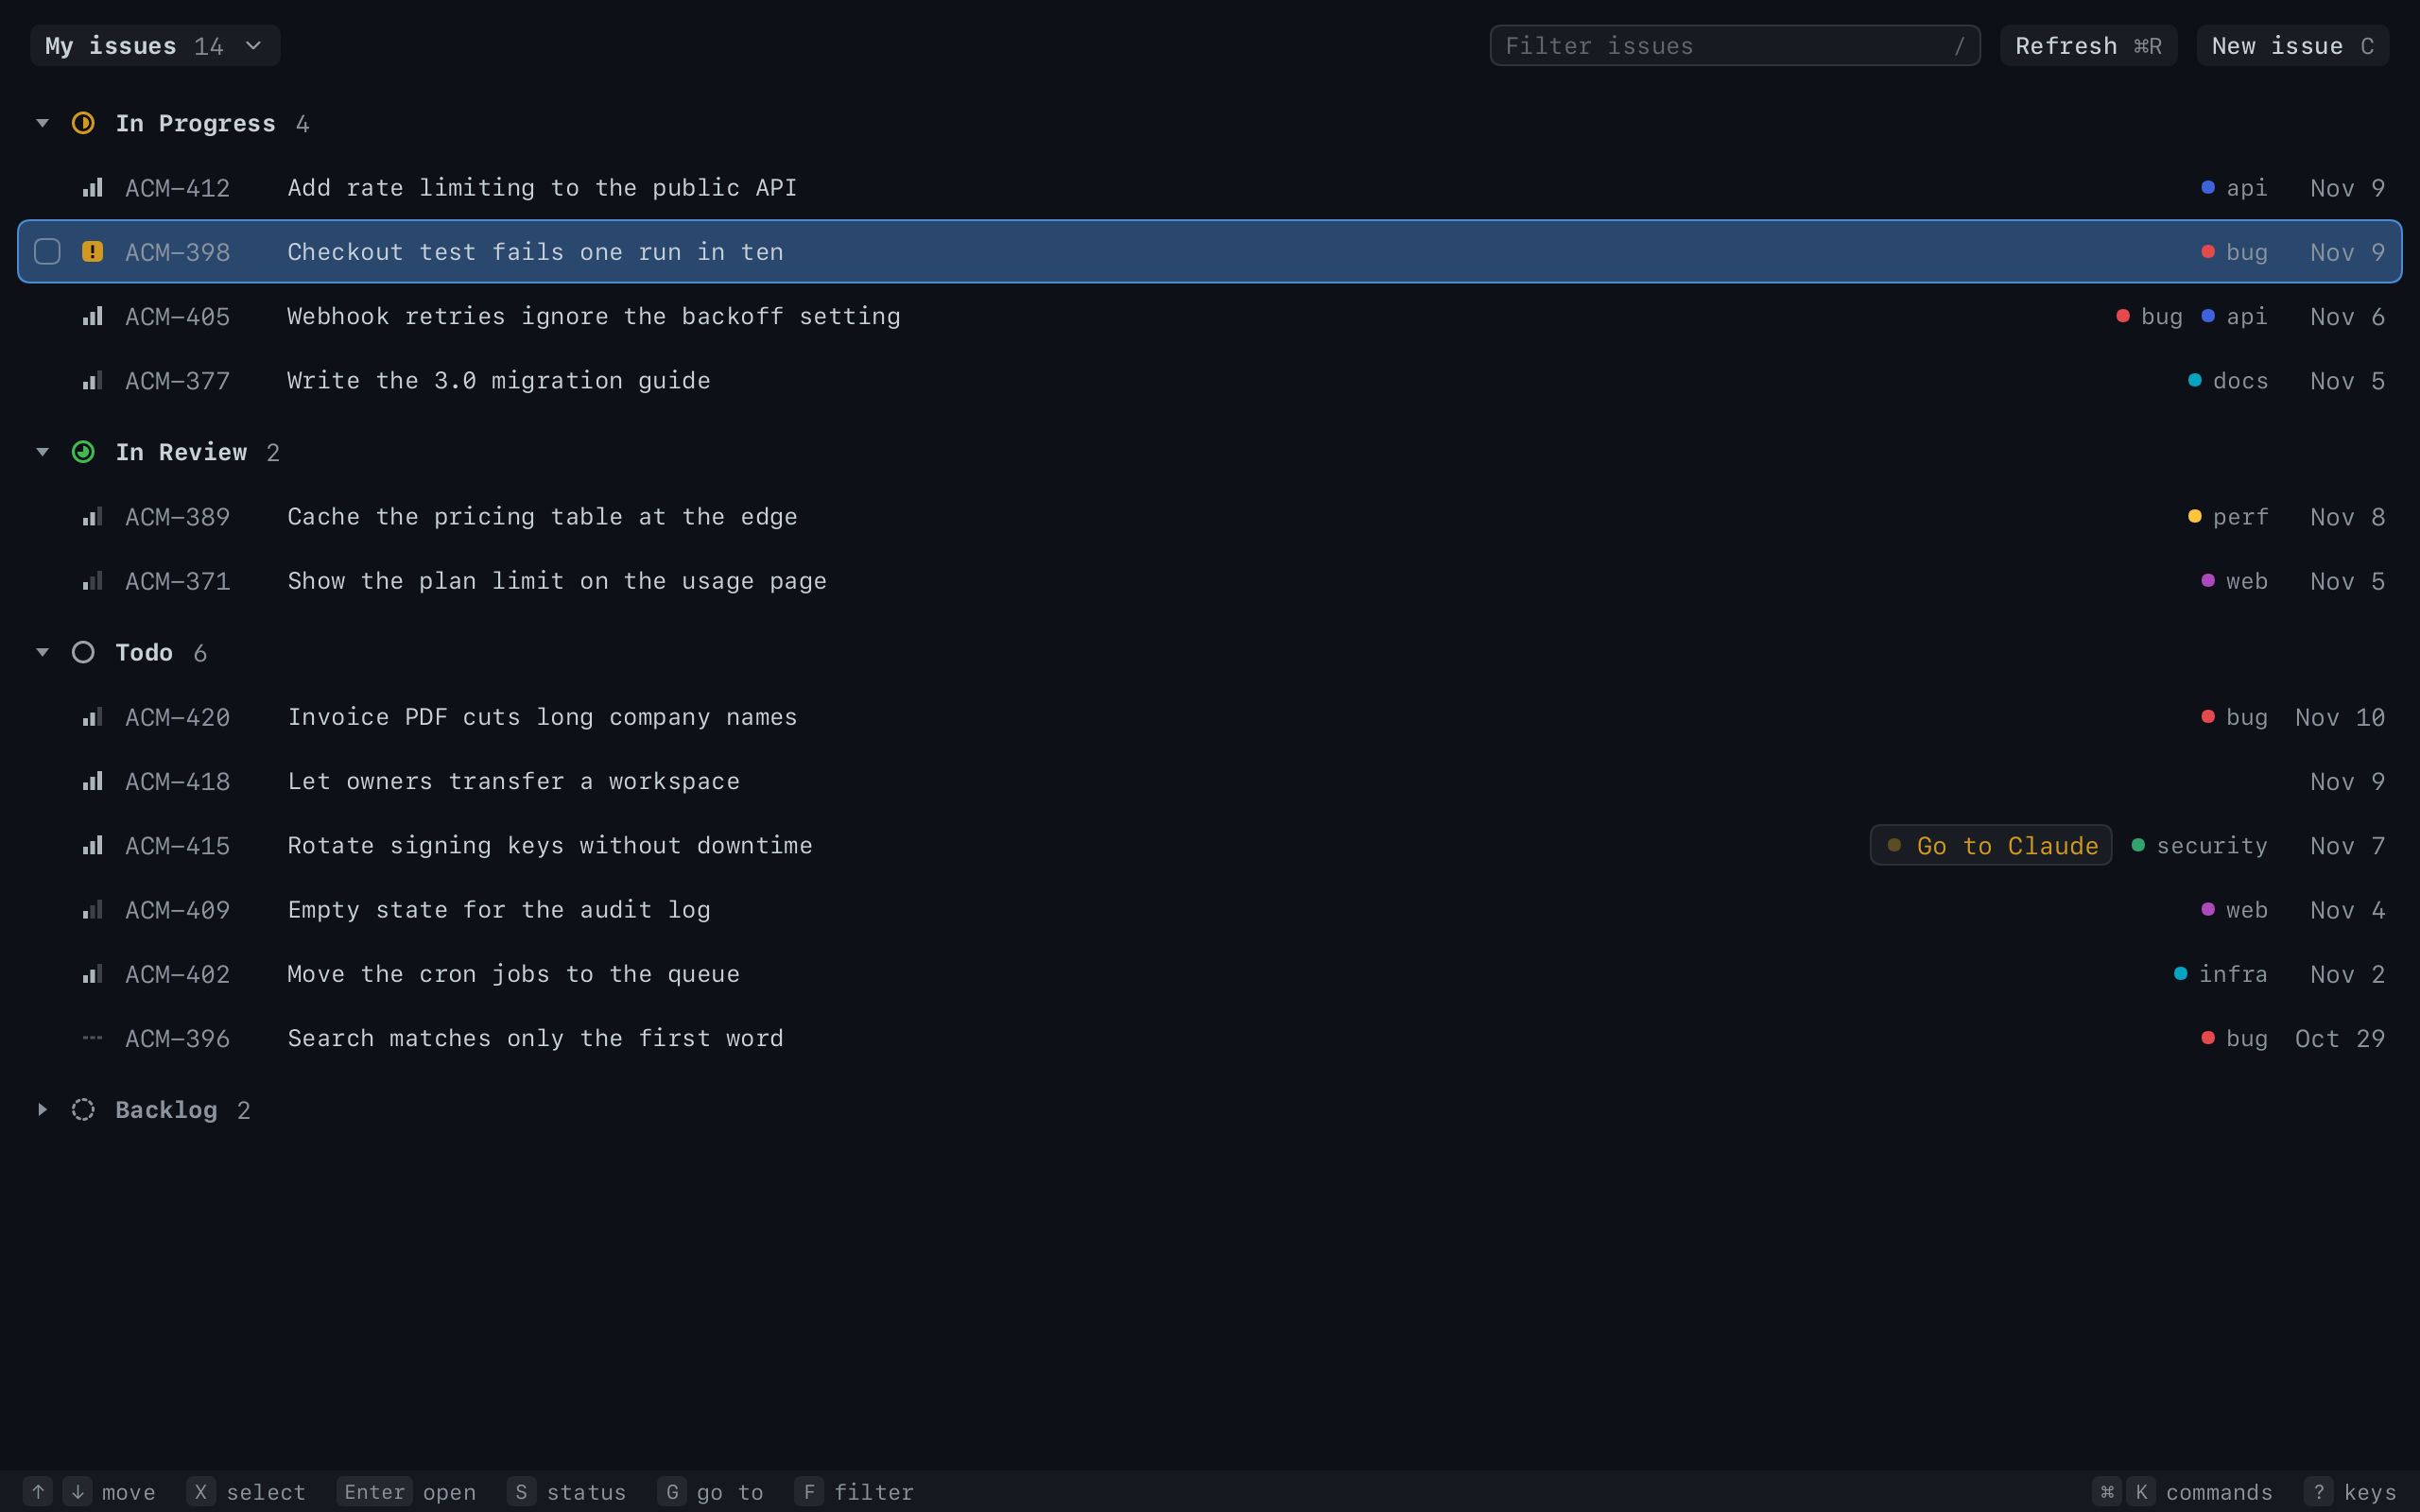 My issues 14 Filter issues / Refresh ⌘R New issue C
In Progress 4
ACM-412 Add rate limiting to the public API api Nov 9
ACM-398 Checkout test fails one run in ten bug Nov 9
ACM-405 Webhook retries ignore the backoff setting bug api Nov 6
ACM-377 Write the 3.0 migration guide docs Nov 5
In Review 2
ACM-389 Cache the pricing table at the edge perf Nov 8
ACM-371 Show the plan limit on the usage page web Nov 5
Todo 6
ACM-420 Invoice PDF cuts long company names bug Nov 10
ACM-418 Let owners transfer a workspace Nov 9
ACM-415 Rotate signing keys without downtime Go to Claude security Nov 7
ACM-409 Empty state for the audit log web Nov 4
ACM-402 Move the cron jobs to the queue infra Nov 2
ACM-396 Search matches only the first word bug Oct 29
Backlog 2
↑ ↓ move X select Enter open S status G go to F filter ⌘ K commands ? keys